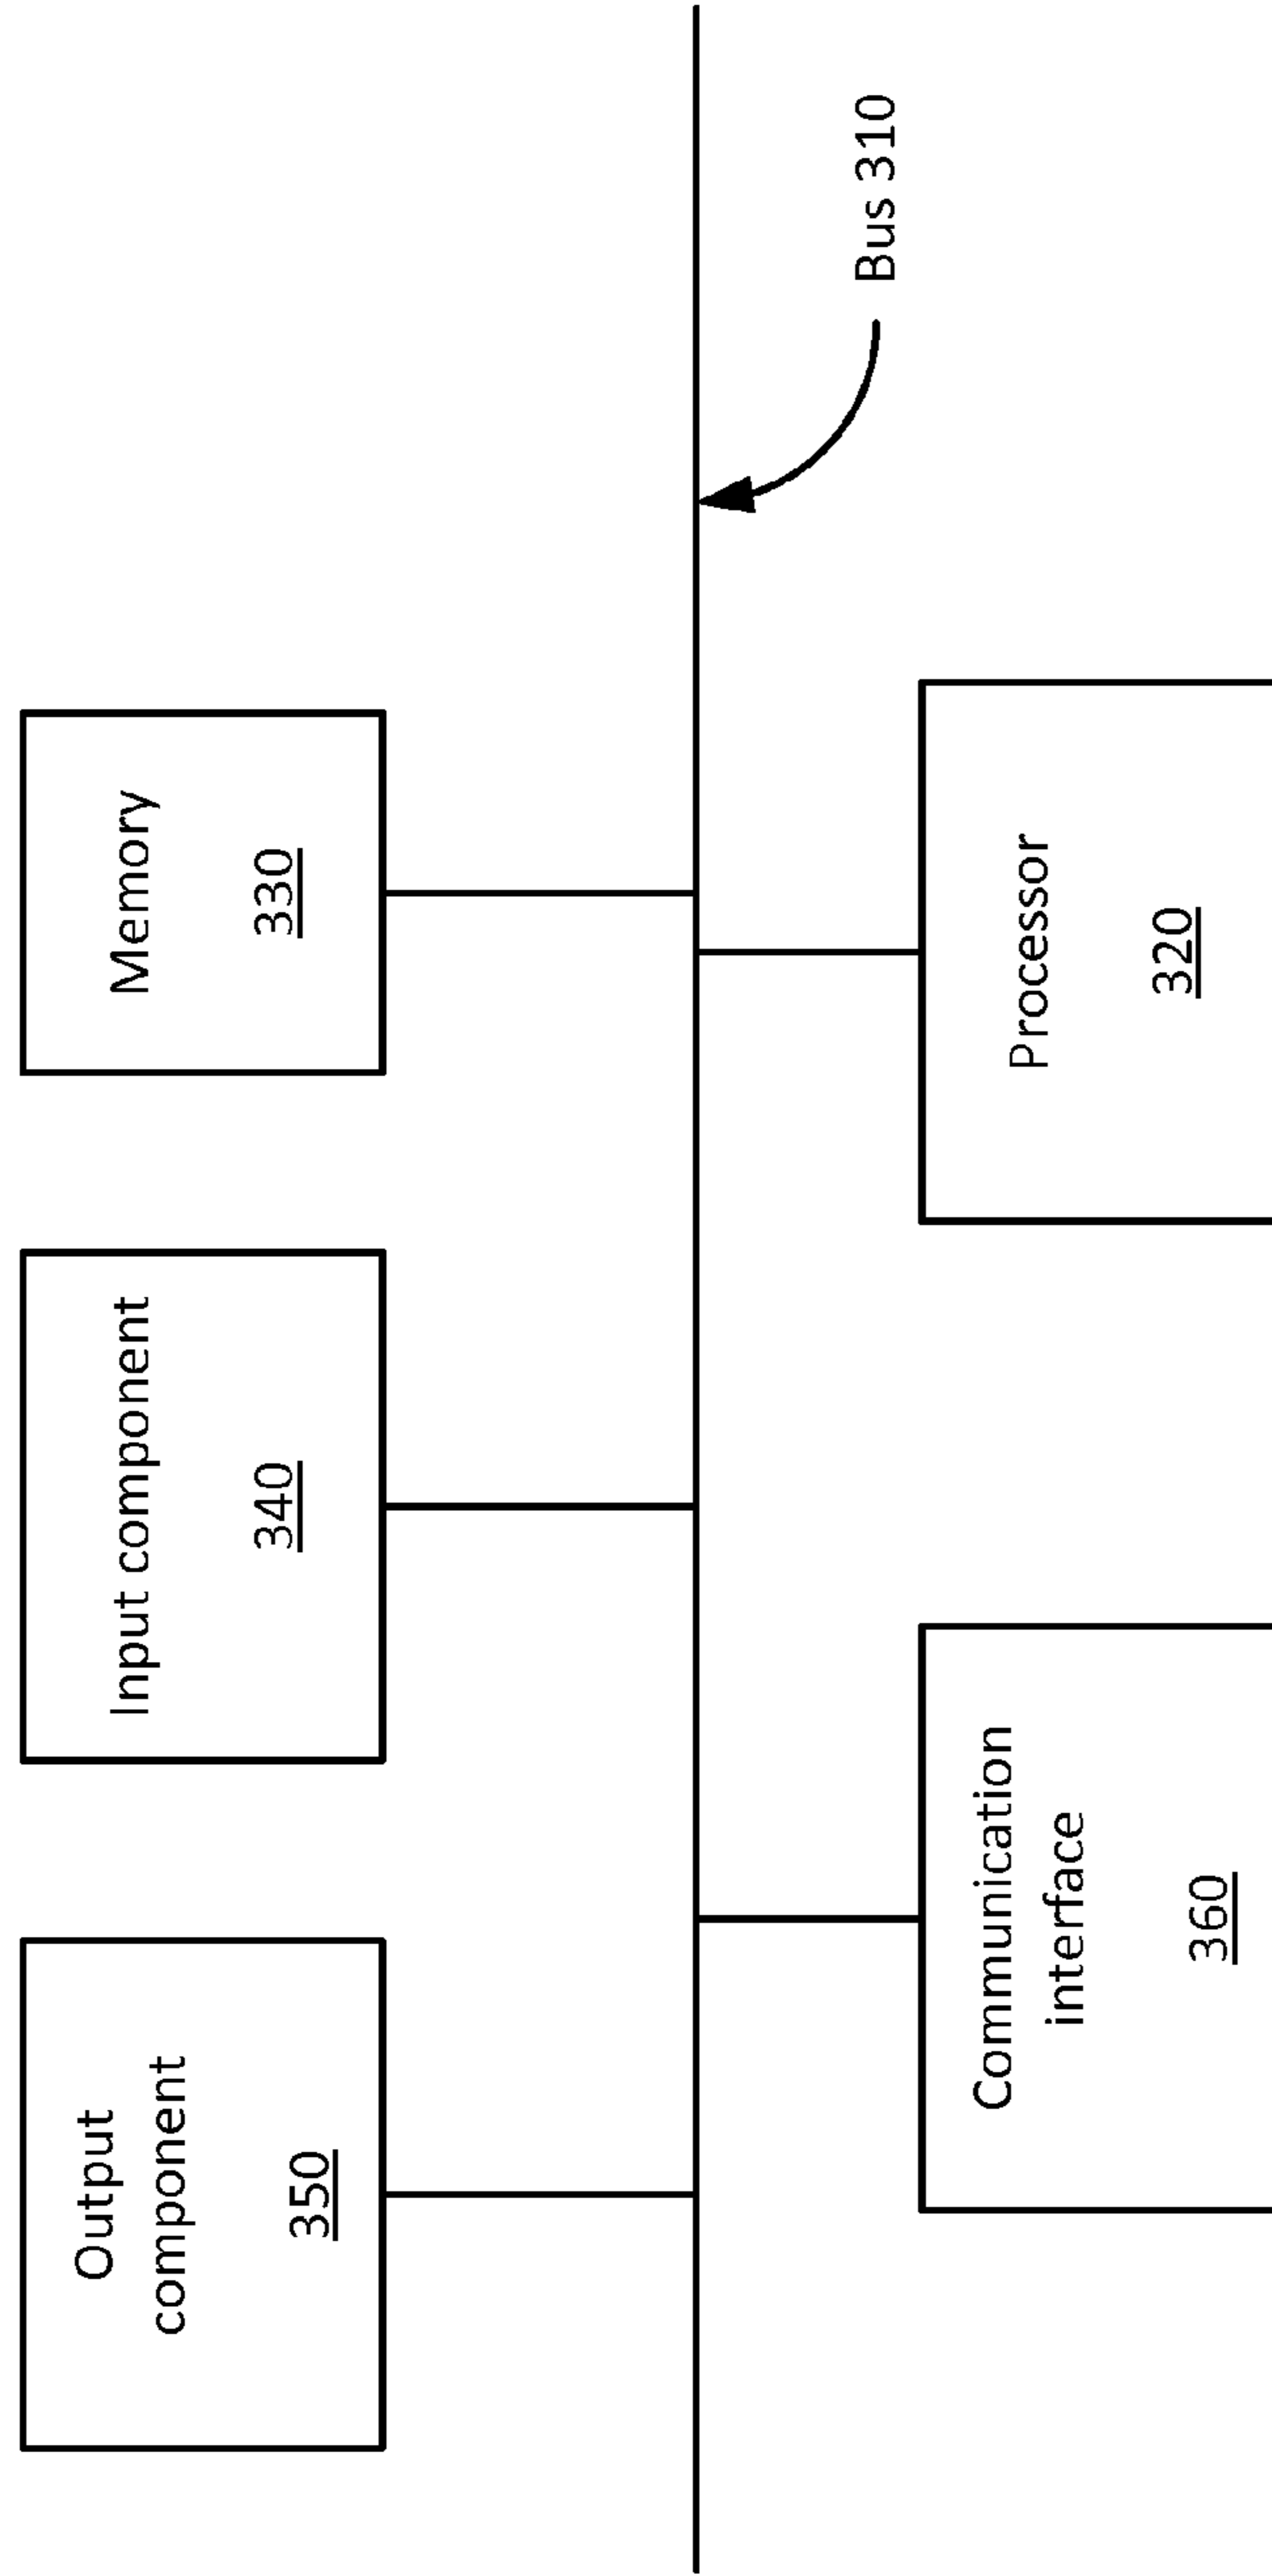 Output
component
350
Input component
340
Memory
330
Bus 310
Communication
interface
360
Processor
320